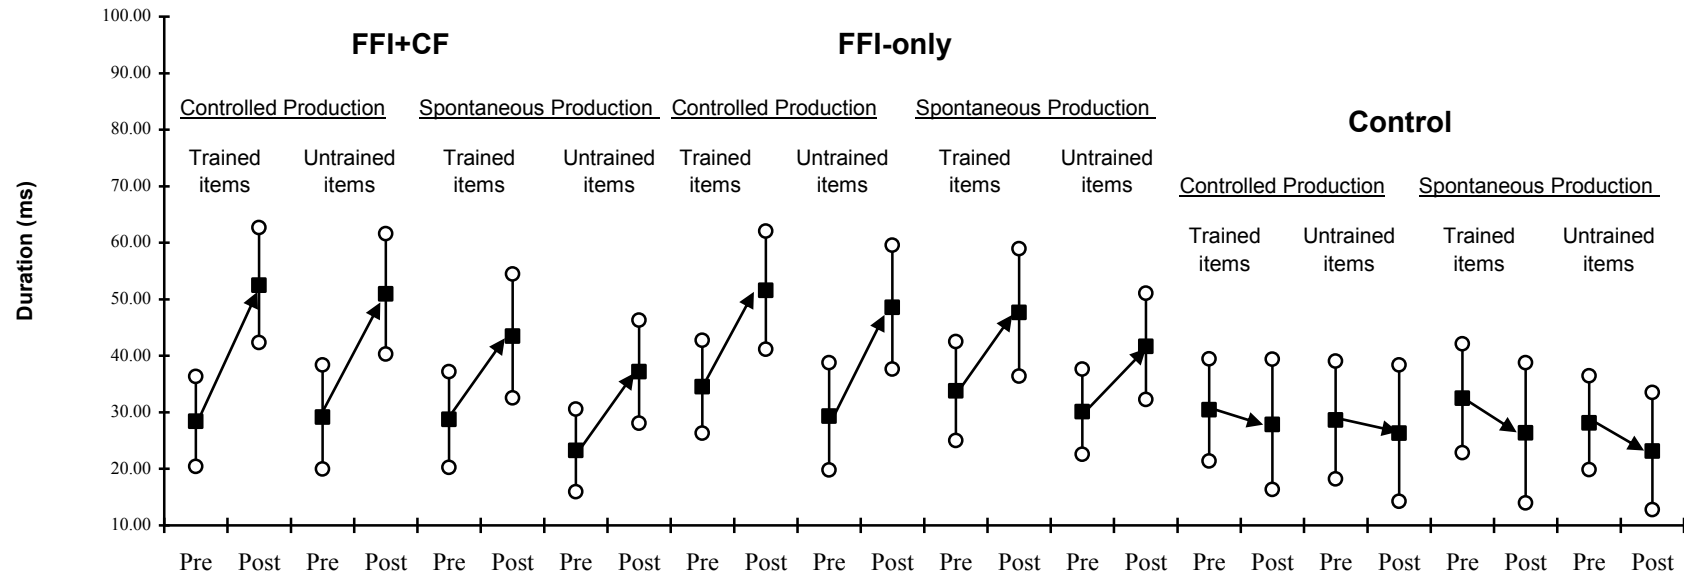 100.00
90.00
80.00
70.00
60.00
50.00
40.00
30.00
20.00
10.00
Duration (ms)
FFI+CF
FFI-only
Control
Controlled Production
Spontaneous Production
Controlled Production
Spontaneous Production
Trained
items
Untrained
items
Trained
items
Untrained
items
Trained
items
Untrained
items
Trained
items
Untrained
items
Controlled Production
Spontaneous Production
Trained
items
Untrained
items
Trained
items
Untrained
items
Pre Post Pre Post Pre Post Pre Post Pre Post Pre Post Pre Post Pre Post Pre Post Pre Post Pre Post Pre Post